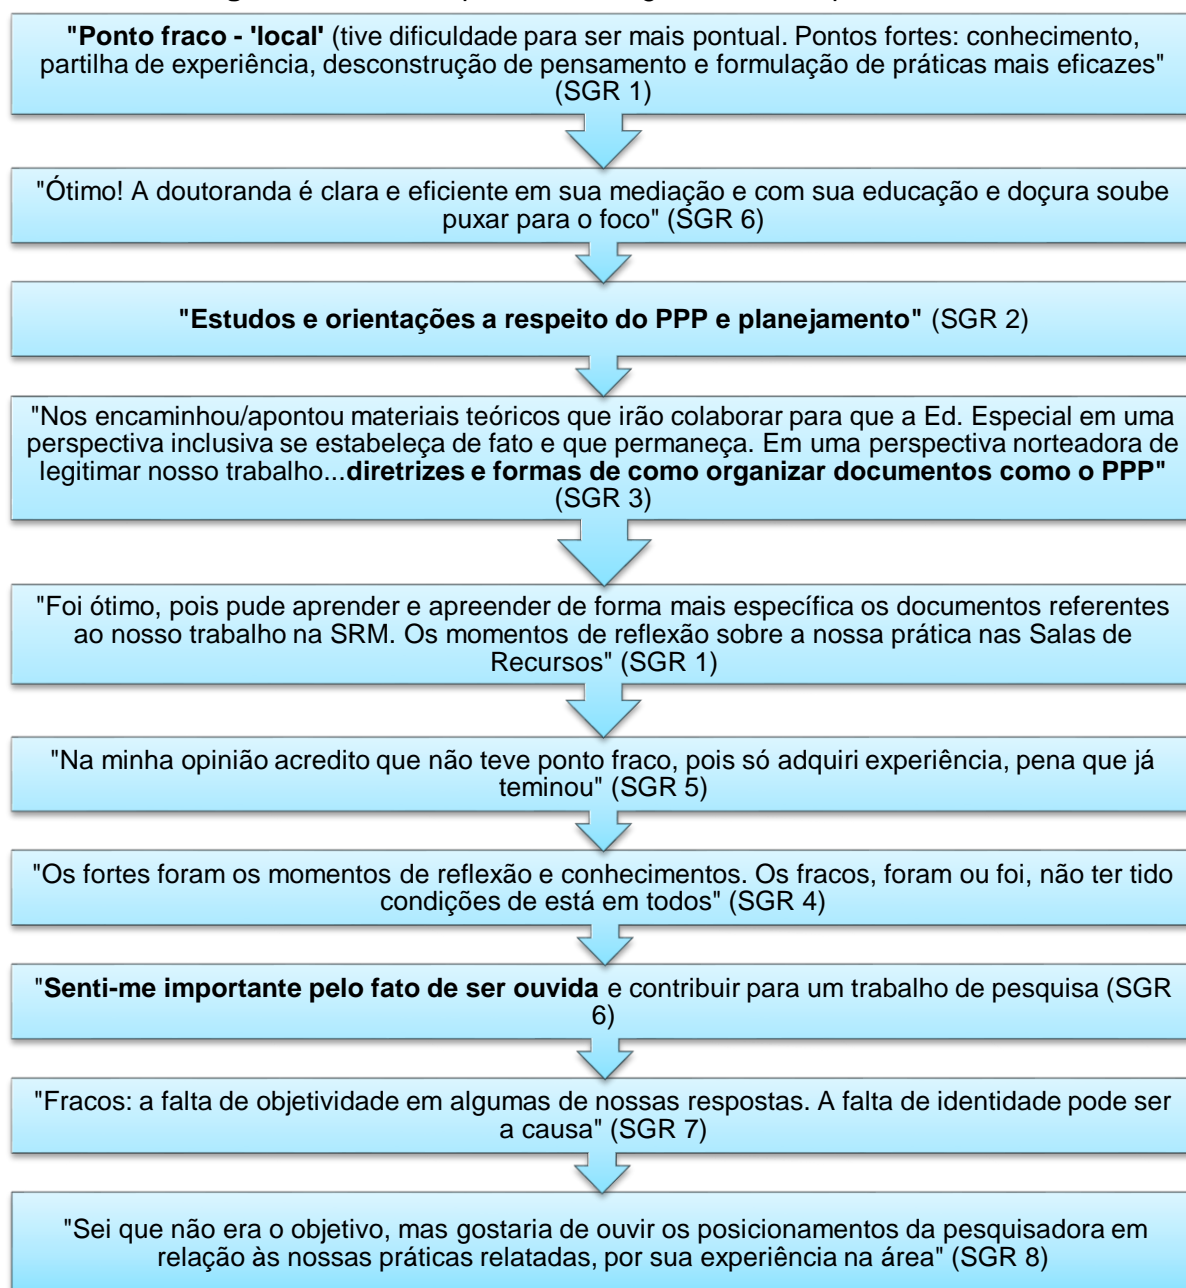 "Ponto fraco - 'local' (tive dificuldade para ser mais pontual. Pontos fortes: conhecimento,
partilha de experiência, desconstrução de pensamento e formulação de práticas mais eficazes"
(SGR 1)
"Ótimo! A doutoranda é clara e eficiente em sua mediação e com sua educação e doçura soube
puxar para o foco" (SGR 6)
"Estudos e orientações a respeito do PPP e planejamento" (SGR 2)
"Nos encaminhou/apontou materiais teóricos que irão colaborar para que a Ed. Especial em uma
perspectiva inclusiva se estabeleça de fato e que permaneça. Em uma perspectiva norteadora de
legitimar nosso trabalho...diretrizes e formas de como organizar documentos como o PPP"
(SGR 3)
"Foi ótimo, pois pude aprender e apreender de forma mais específica os documentos referentes
ao nosso trabalho na SRM. Os momentos de reflexão sobre a nossa prática nas Salas de
Recursos" (SGR 1)
"Na minha opinião acredito que não teve ponto fraco, pois só adquiri experiência, pena que já
teminou" (SGR 5)
"Os fortes foram os momentos de reflexão e conhecimentos. Os fracos, foram ou foi, não ter tido
condições de está em todos" (SGR 4)
"Senti-me importante pelo fato de ser ouvida e contribuir para um trabalho de pesquisa (SGR
6)
"Fracos: a falta de objetividade em algumas de nossas respostas. A falta de identidade pode ser
a causa" (SGR 7)
"Sei que não era o objetivo, mas gostaria de ouvir os posicionamentos da pesquisadora em
relação às nossas práticas relatadas, por sua experiência na área" (SGR 8)